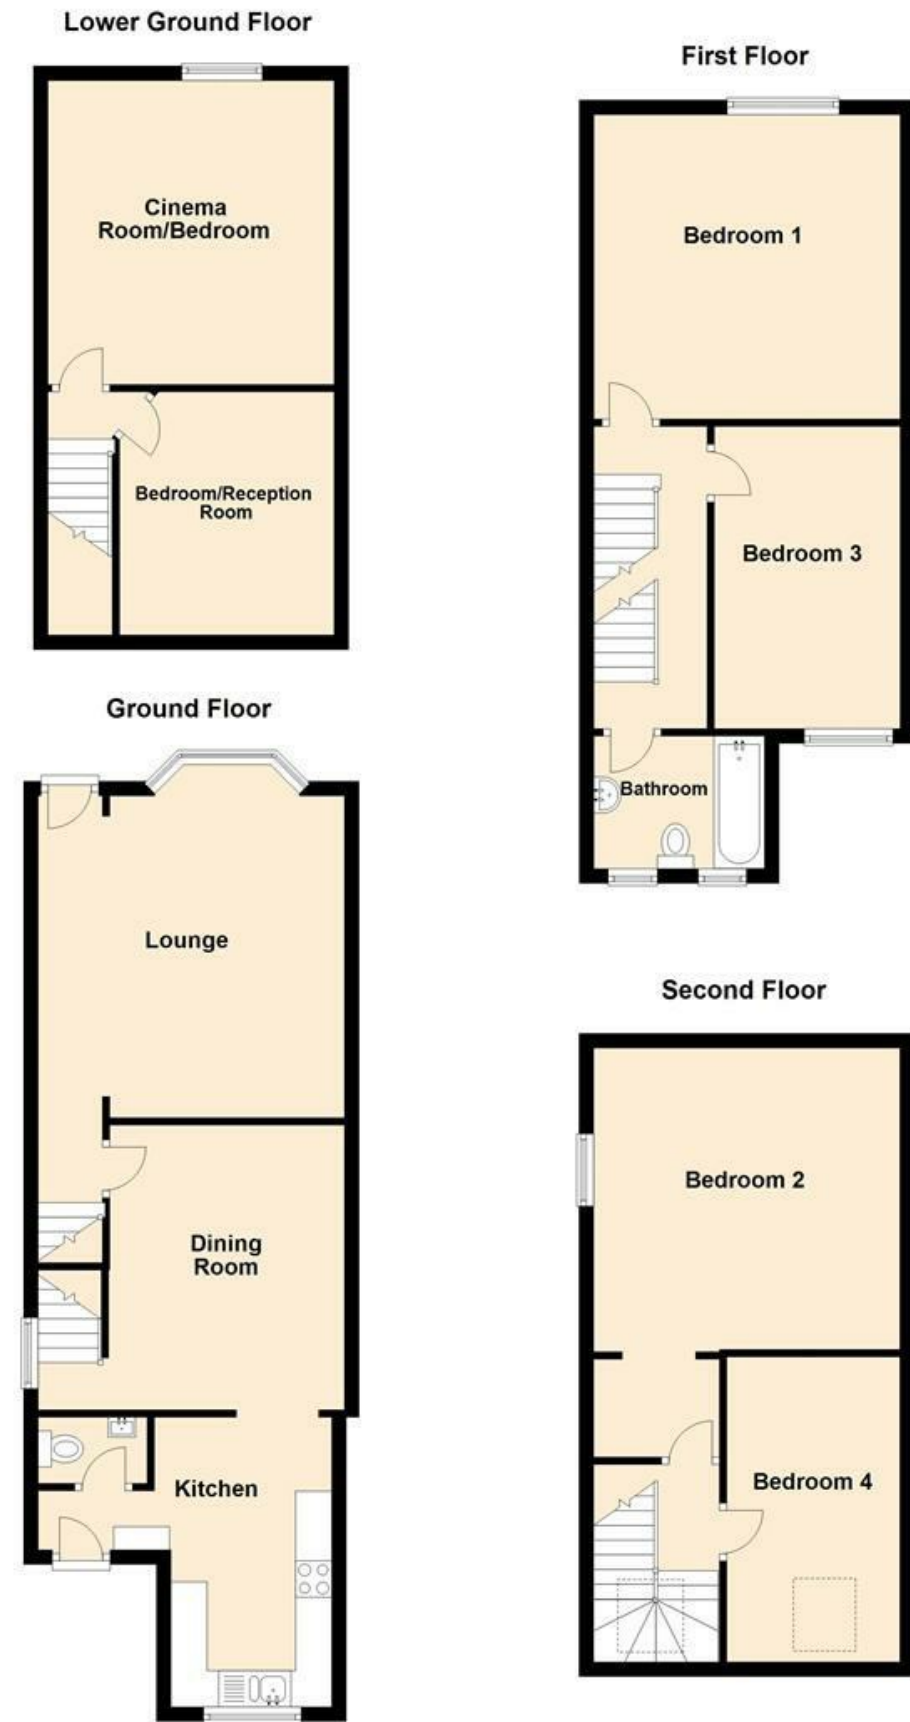 Lower Ground Floor
Cinema
Room/Bedroom
Bedroom/Reception
Room
Ground Floor
Lounge
Dining
Room
Kitchen
First Floor
Bedroom 1
Bedroom 3
Bathroom
Second Floor
Bedroom 2
Bedroom 4